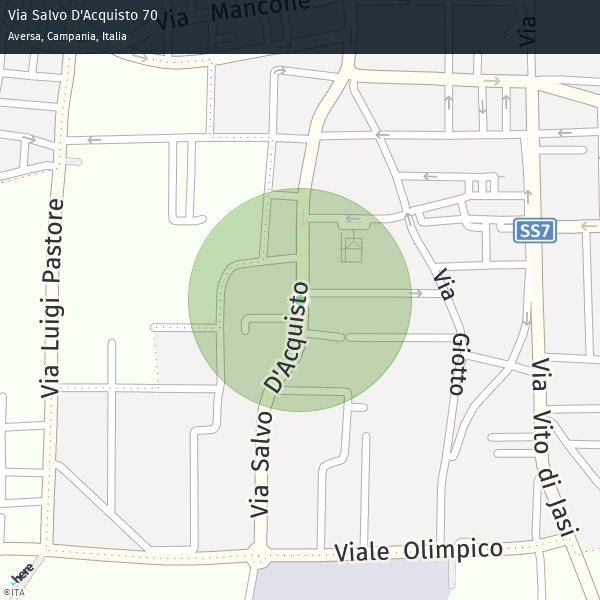 Via Salvo D'Acquisto 70
Aversa, Campania, Italia
Via Mancone
Via
Via Luigi Pastore
SS7
Via Giotto
Via Salvo D'Acquisto
Via Vito di Jasi
Viale Olimpico
here
©ITA